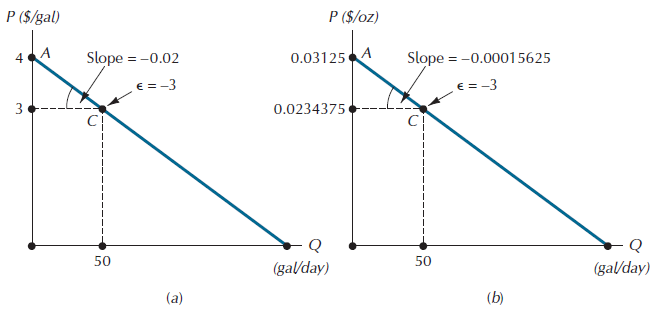 P ($/gal)
4
A
Slope = –0.02
ϵ = –3
3
C
50
Q
(gal/day)
(a)
P ($/oz)
0.03125
A
Slope = –0.00015625
ϵ = –3
0.0234375
C
50
Q
(gal/day)
(b)